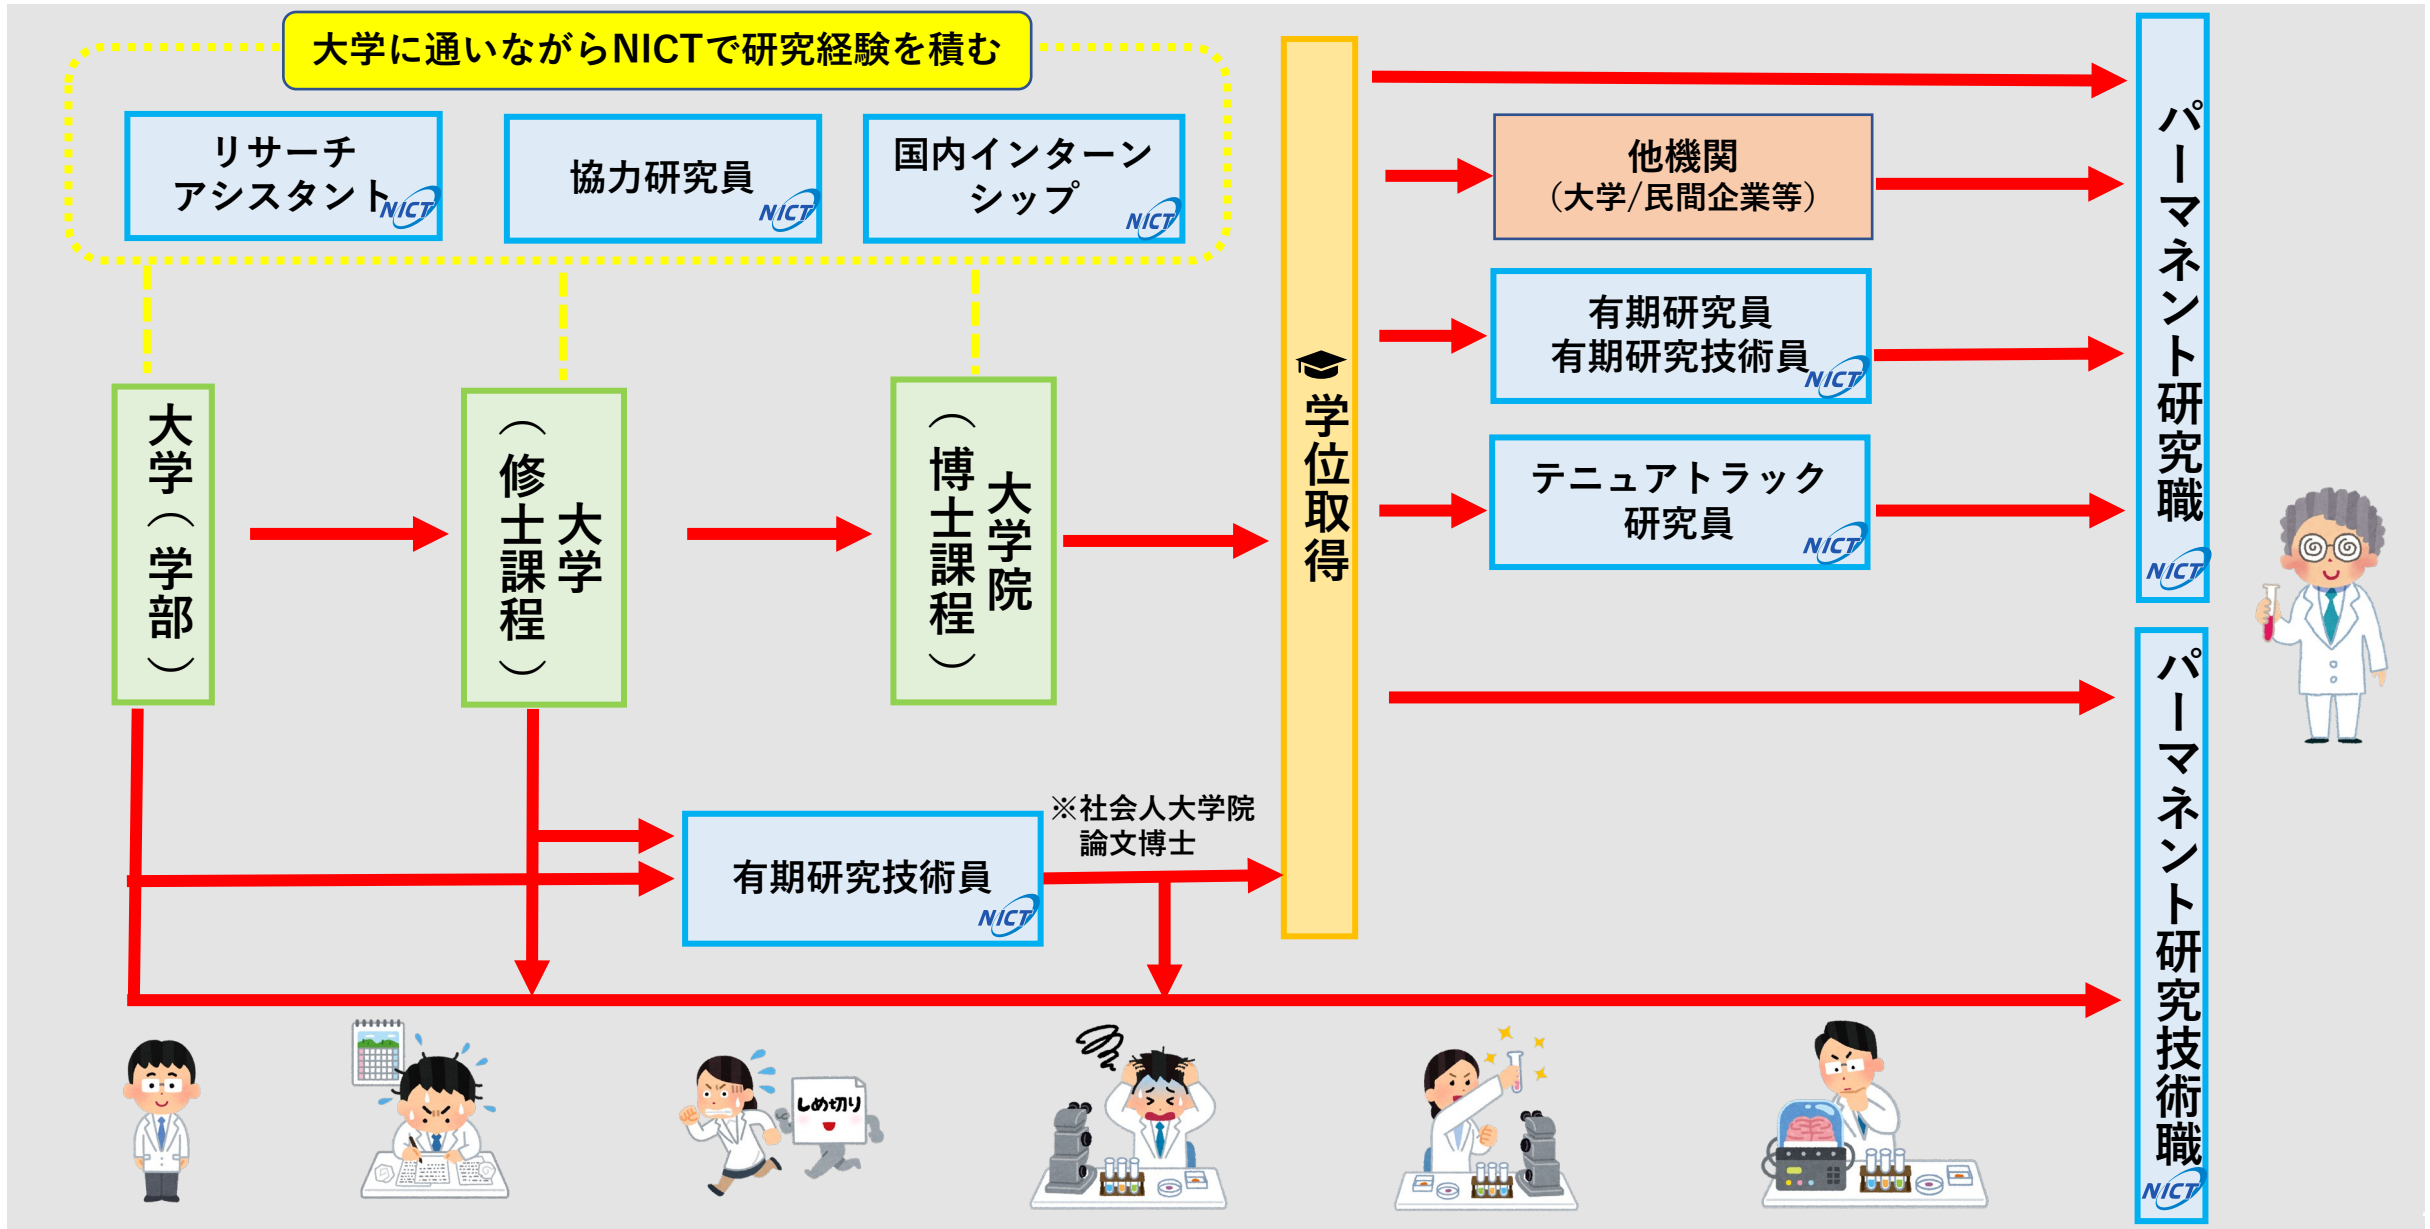 大学に通いながらNICTで研究経験を積む
リサーチ
アシスタント
NICT
協力研究員
NICT
国内インターン
シップ
NICT
大学（学部）
大学
（修士課程）
大学院
（博士課程）
学位取得
他機関
（大学/民間企業等）
有期研究員
有期研究技術員
NICT
テニュアトラック
研究員
NICT
パーマネント研究職
NICT
有期研究技術員
NICT
※社会人大学院
論文博士
パーマネント研究技術職
NICT
しめ切り